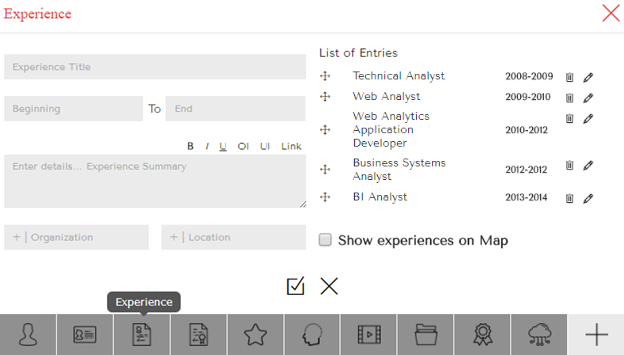 Experience
Experience Title
Beginning To End
B I U Ol Ul Link
Enter details... Experience Summary
+ | Organization + | Location
List of Entries
Technical Analyst 2008-2009
Web Analyst 2009-2010
Web Analytics
Application 2010-2012
Developer
Business Systems 2012-2012
Analyst
BI Analyst 2013-2014
Show experiences on Map
Experience